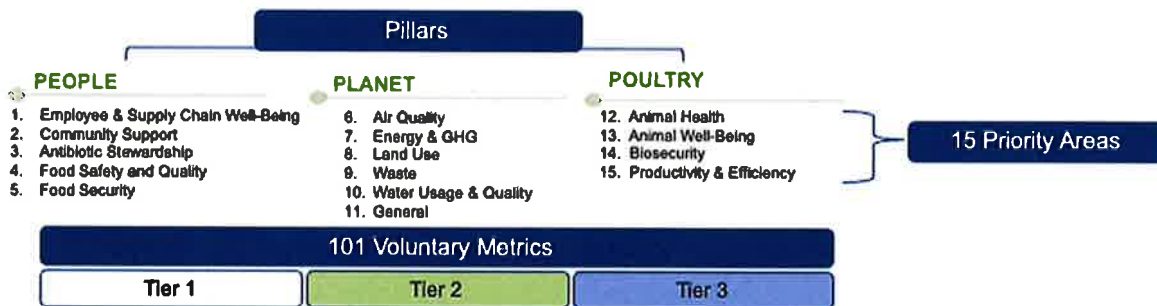 Pillars
PEOPLE
1. Employee & Supply Chain Well-Being
2. Community Support
3. Antibiotic Stewardship
4. Food Safety and Quality
5. Food Security
PLANET
6. Air Quality
7. Energy & GHG
8. Land Use
9. Waste
10. Water Usage & Quality
11. General
POULTRY
12. Animal Health
13. Animal Well-Being
14. Biosecurity
15. Productivity & Efficiency
15 Priority Areas
101 Voluntary Metrics
Tier 1
Tier 2
Tier 3